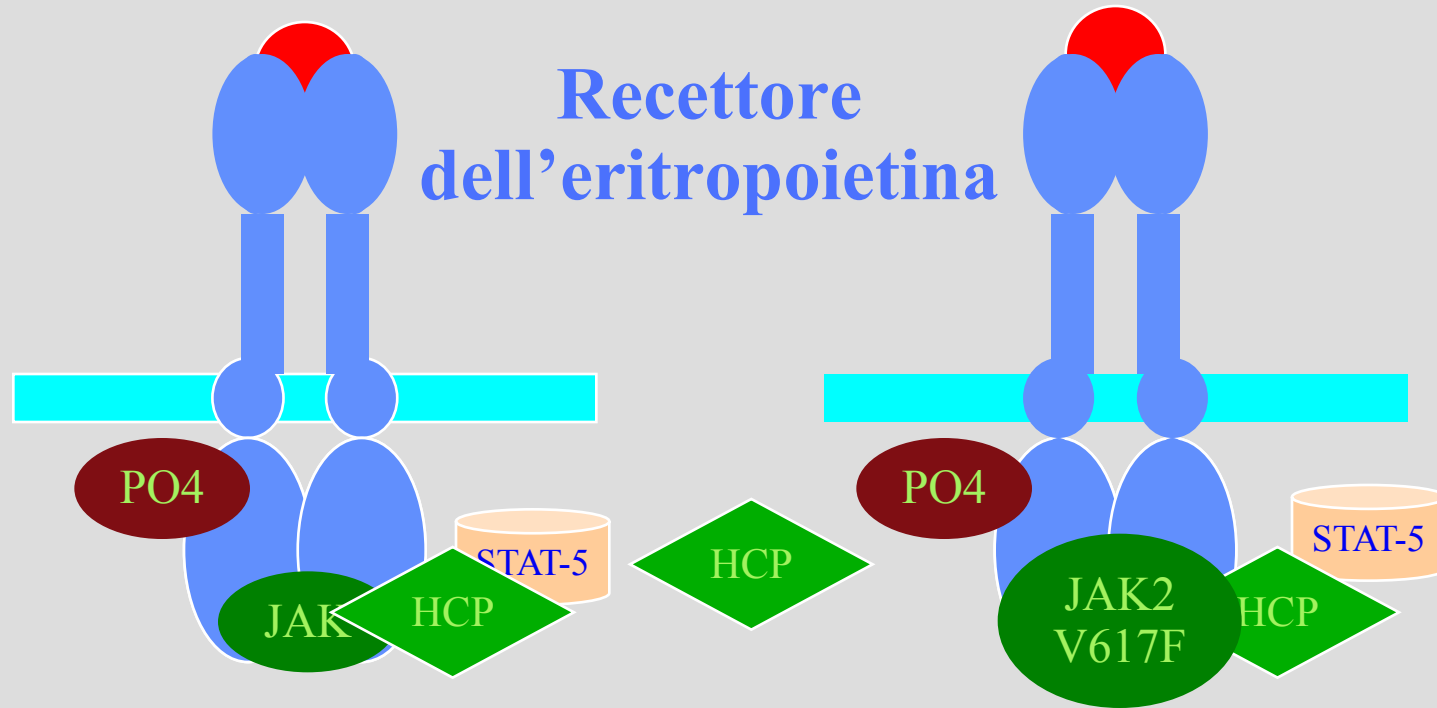 Recettore
dell’eritropoietina
PO4
STAT-5
JAK
HCP
HCP
PO4
STAT-5
JAK2
V617F
HCP